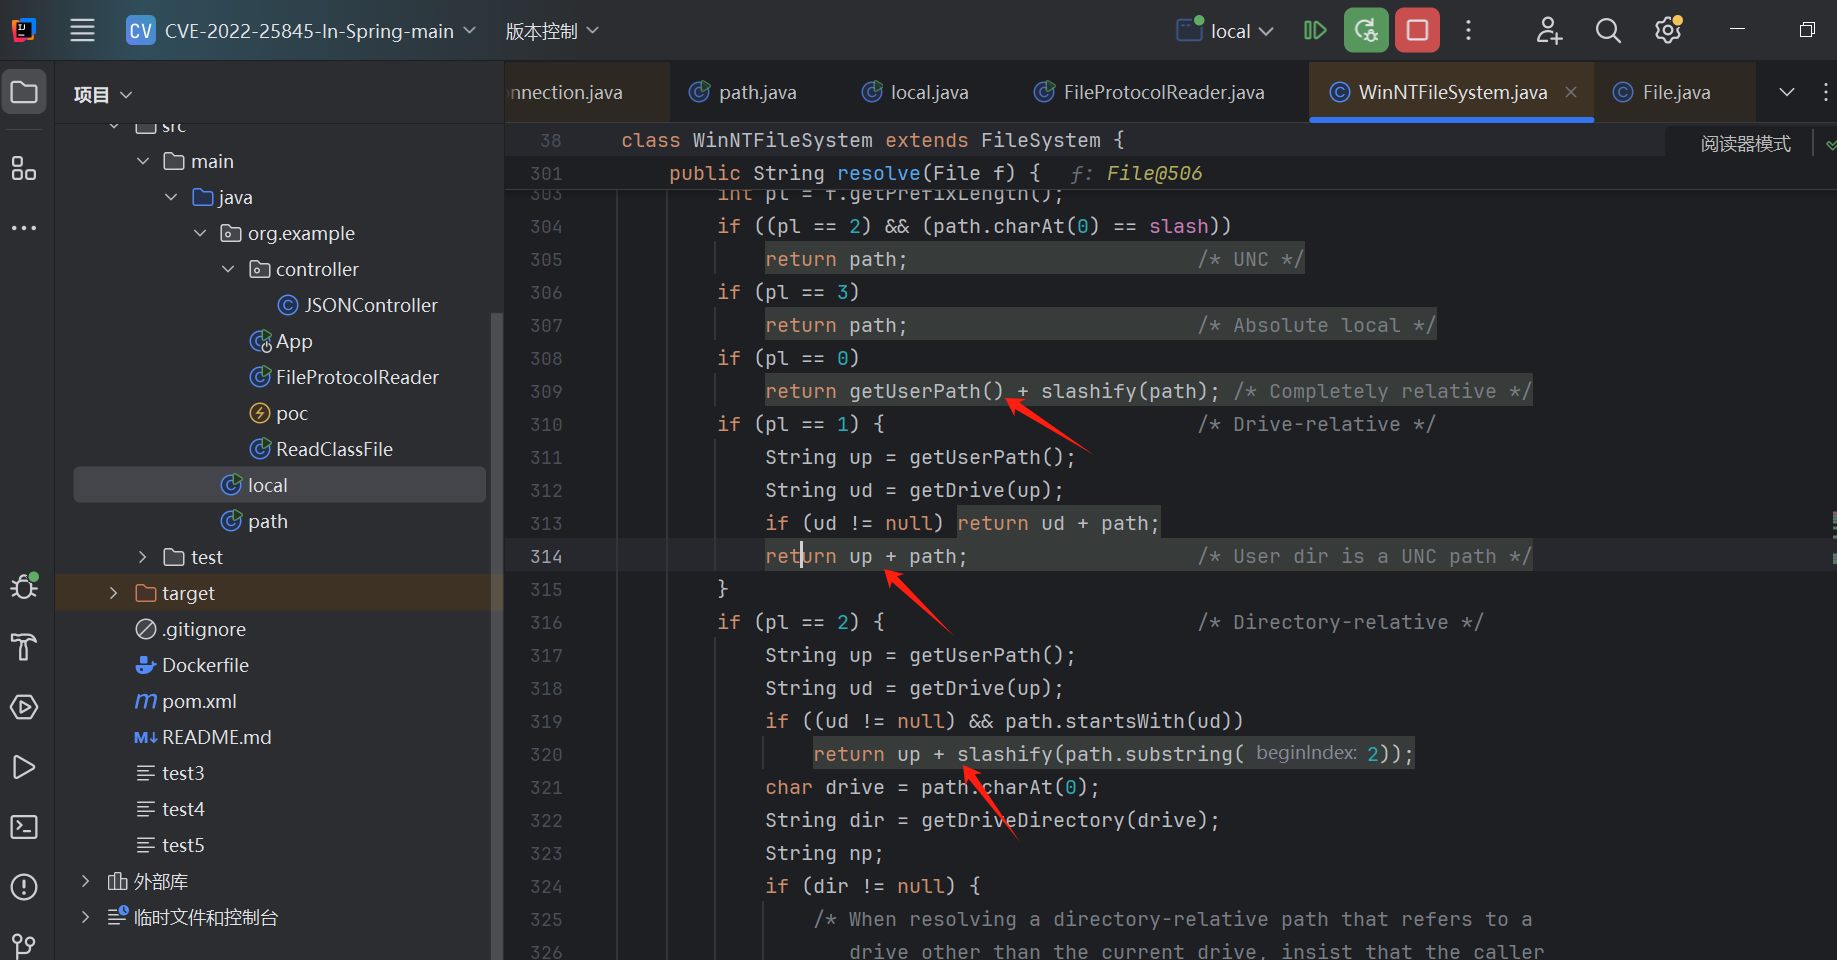 CV CVE-2022-25845-In-Spring-main 版本控制 local
项目
onnection.java path.java local.java FileProtocolReader.java WinNTFileSystem.java File.java
阅读器模式
src
main
java
org.example
controller
JSONController
App
FileProtocolReader
poc
ReadClassFile
local
path
test
target
.gitignore
Dockerfile
pom.xml
README.md
test3
test4
test5
外部库
临时文件和控制台
38 class WinNTFileSystem extends FileSystem {
301 public String resolve(File f) { f: File@506
303 int pl = f.getPrefixLength();
304 if ((pl == 2) && (path.charAt(0) == slash))
305 return path; /* UNC */
306 if (pl == 3)
307 return path; /* Absolute local */
308 if (pl == 0)
309 return getUserPath() + slashify(path); /* Completely relative */
310 if (pl == 1) { /* Drive-relative */
311 String up = getUserPath();
312 String ud = getDrive(up);
313 if (ud != null) return ud + path;
314 return up + path; /* User dir is a UNC path */
315 }
316 if (pl == 2) { /* Directory-relative */
317 String up = getUserPath();
318 String ud = getDrive(up);
319 if ((ud != null) && path.startsWith(ud))
320 return up + slashify(path.substring( beginIndex: 2));
321 char drive = path.charAt(0);
322 String dir = getDriveDirectory(drive);
323 String np;
324 if (dir != null) {
325 /* When resolving a directory-relative path that refers to a
326 drive other than the current drive, insist that the caller